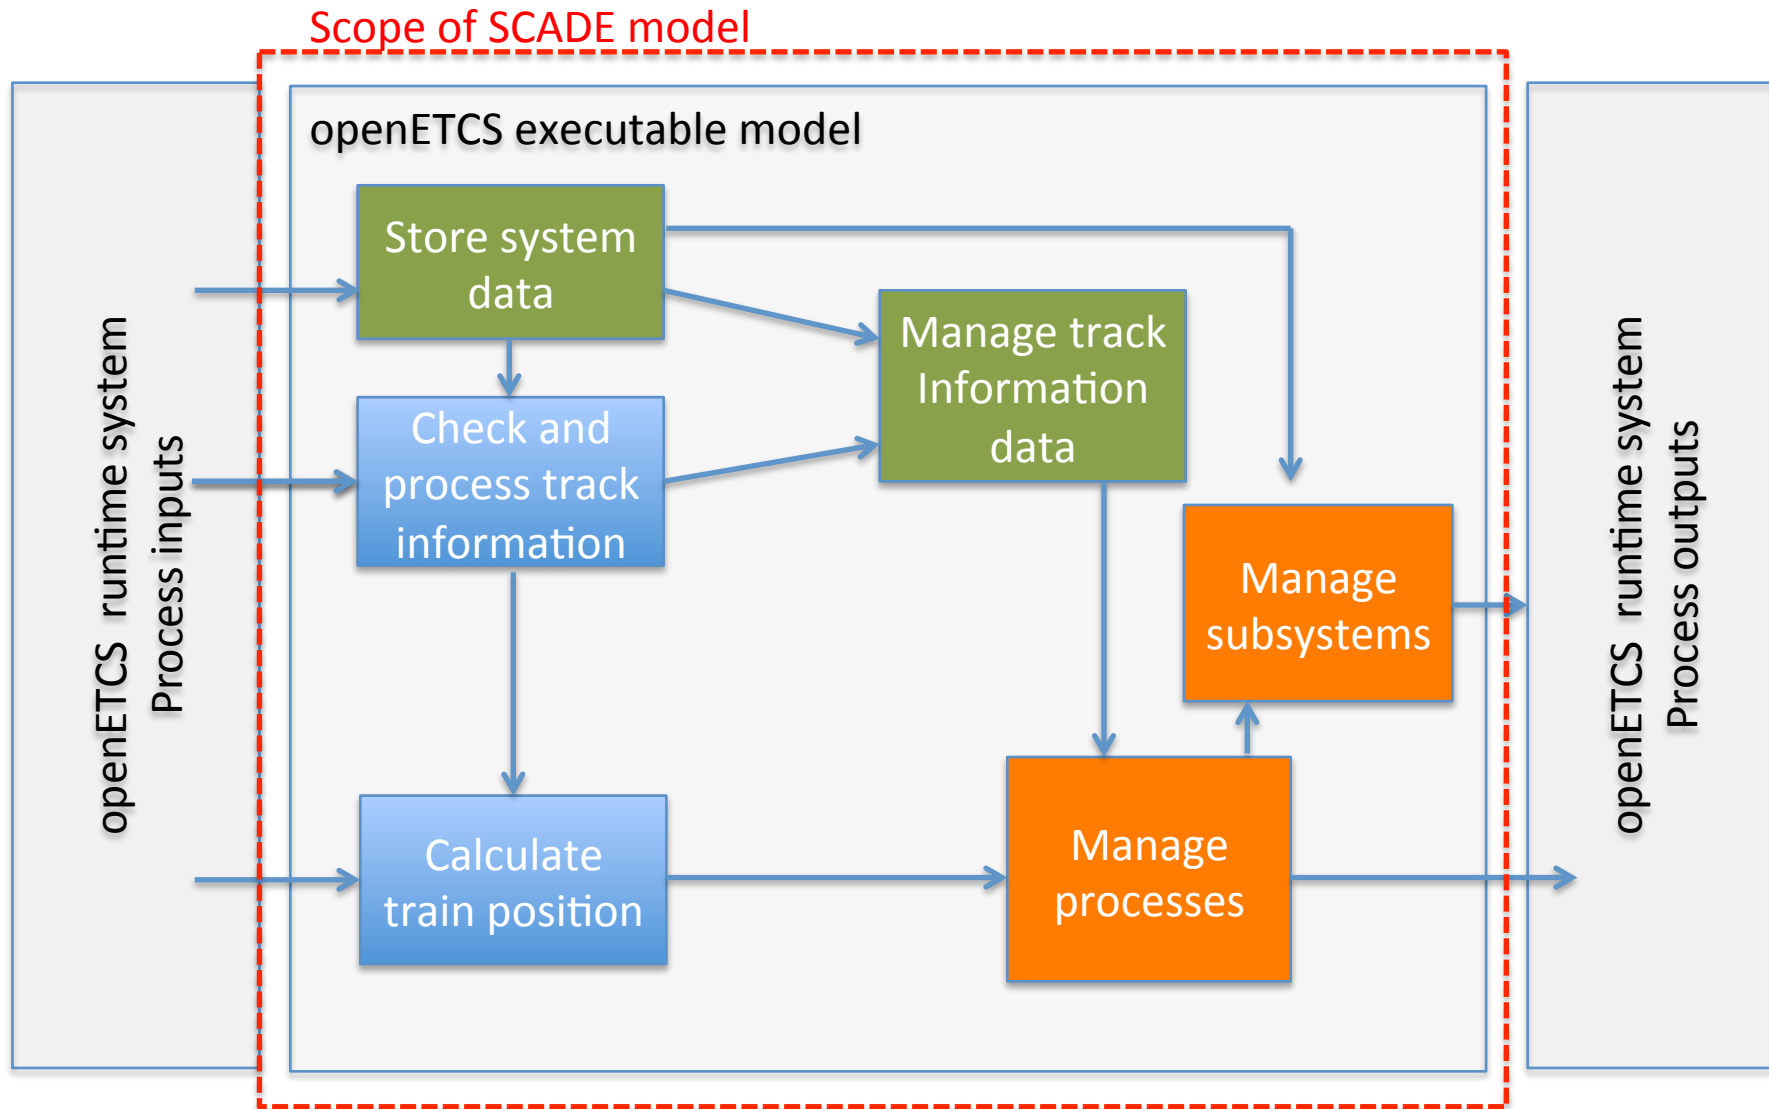 Scope of SCADE model
openETCS executable model
openETCS  runtime system
Process inputs
Store system
data
Check and
process track
information
Calculate
train position
Manage track
Information
data
Manage
subsystems
Manage
processes
openETCS  runtime system
Process outputs